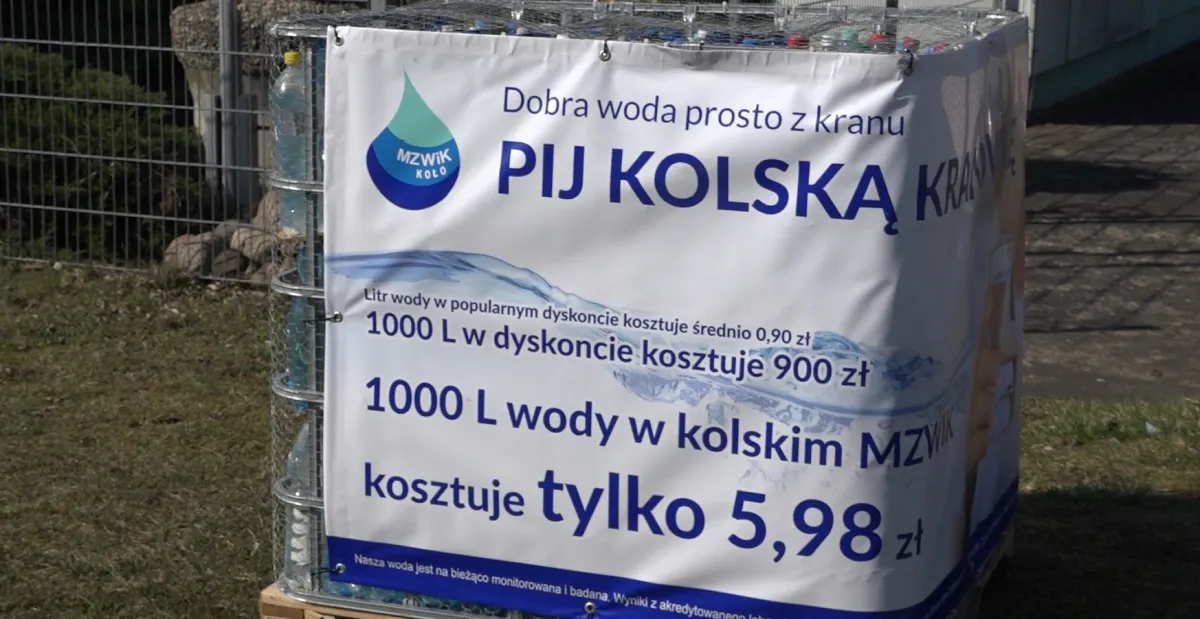 MZWiK
KOŁO
Dobra woda prosto z kranu
PIJ KOLSKĄ
Litr wody w popularnym dyskoncie kosztuje średnio 0,90 zł
1000 L w dyskoncie kosztuje 900 zł
1000 L wody w kolskim MZWiK
kosztuje tylko 5,98 zł
Nasza woda jest na bieżąco monitorowana i badana. Wyniki z akredytowanego